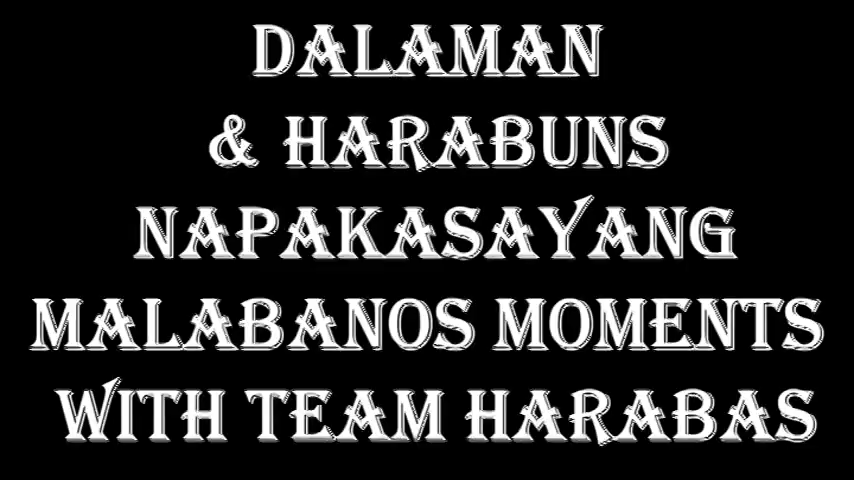 DALAMAN
& HARABUNS
NAPAKASAYANG
MALABANOS MOMENTS
WITH TEAM HARABAS